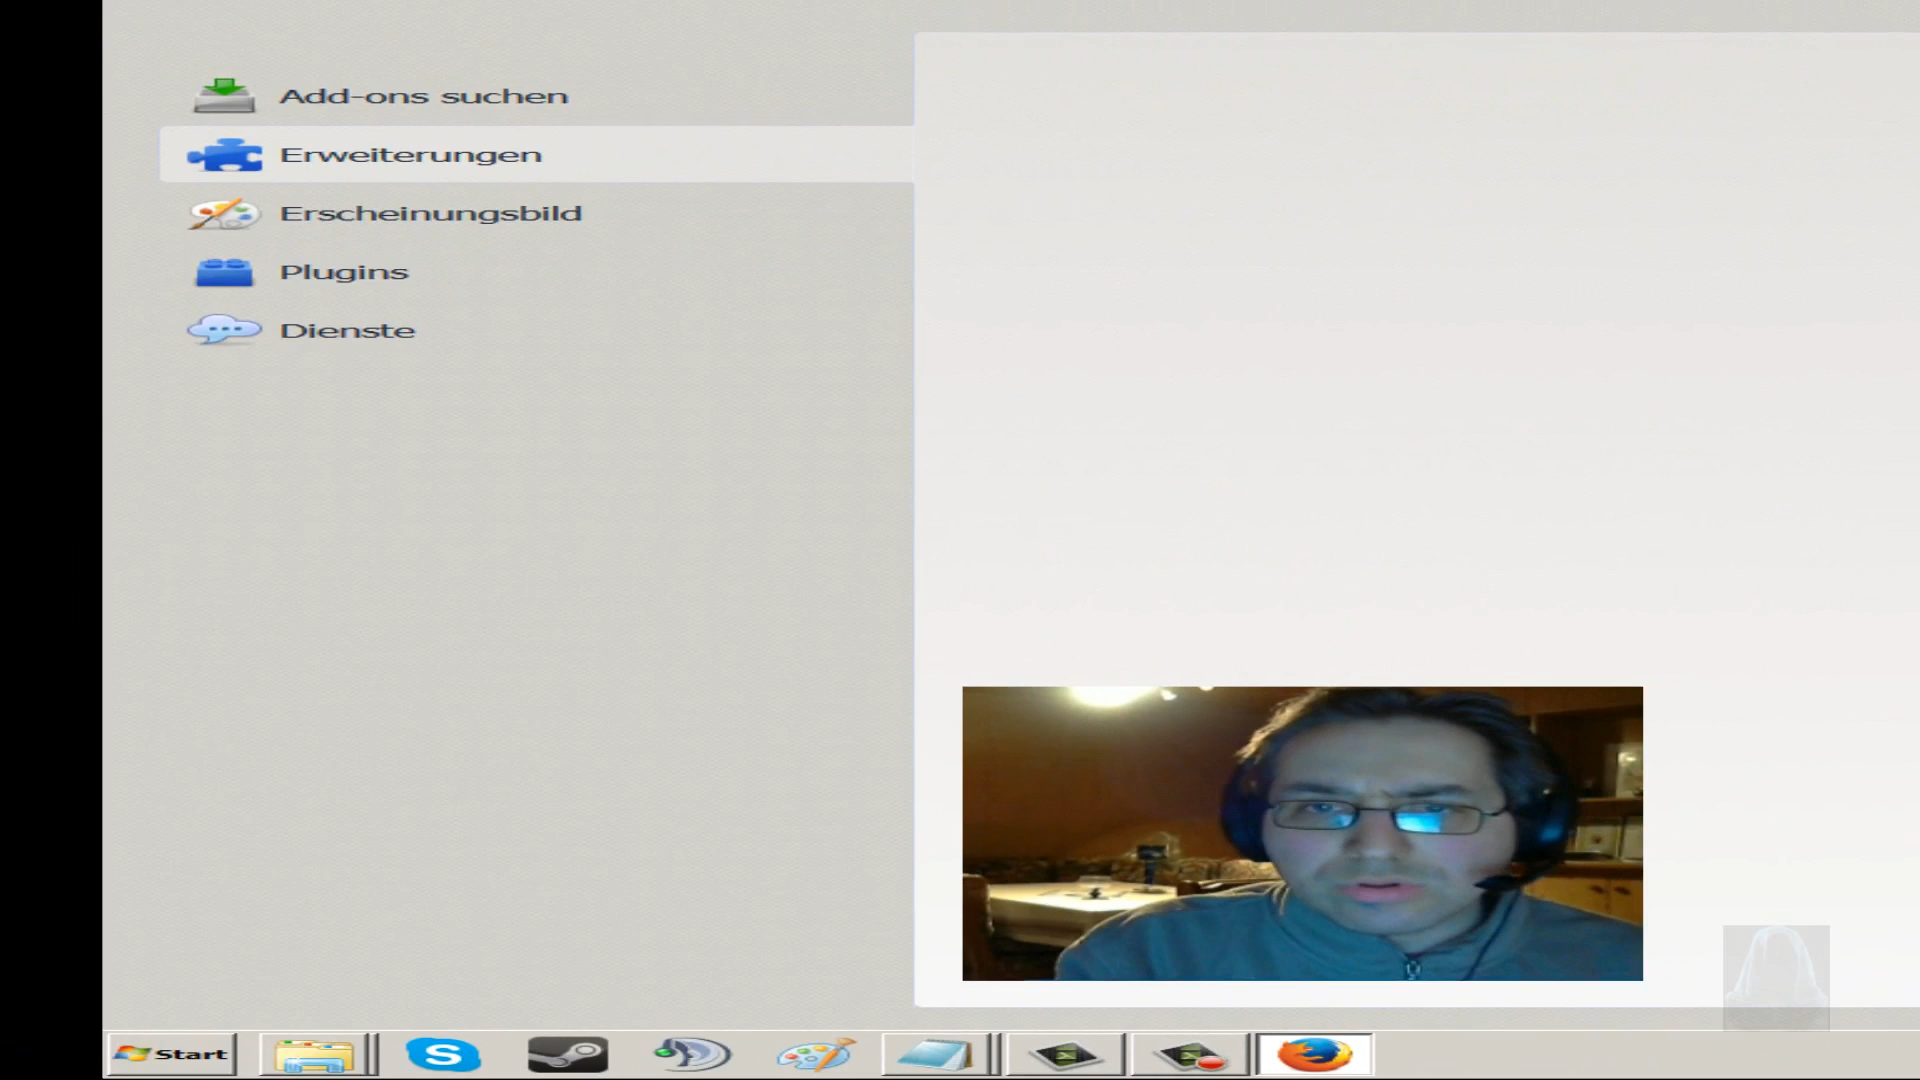 Add-ons suchen
Erweiterungen
Erscheinungsbild
Plugins
Dienste
Start